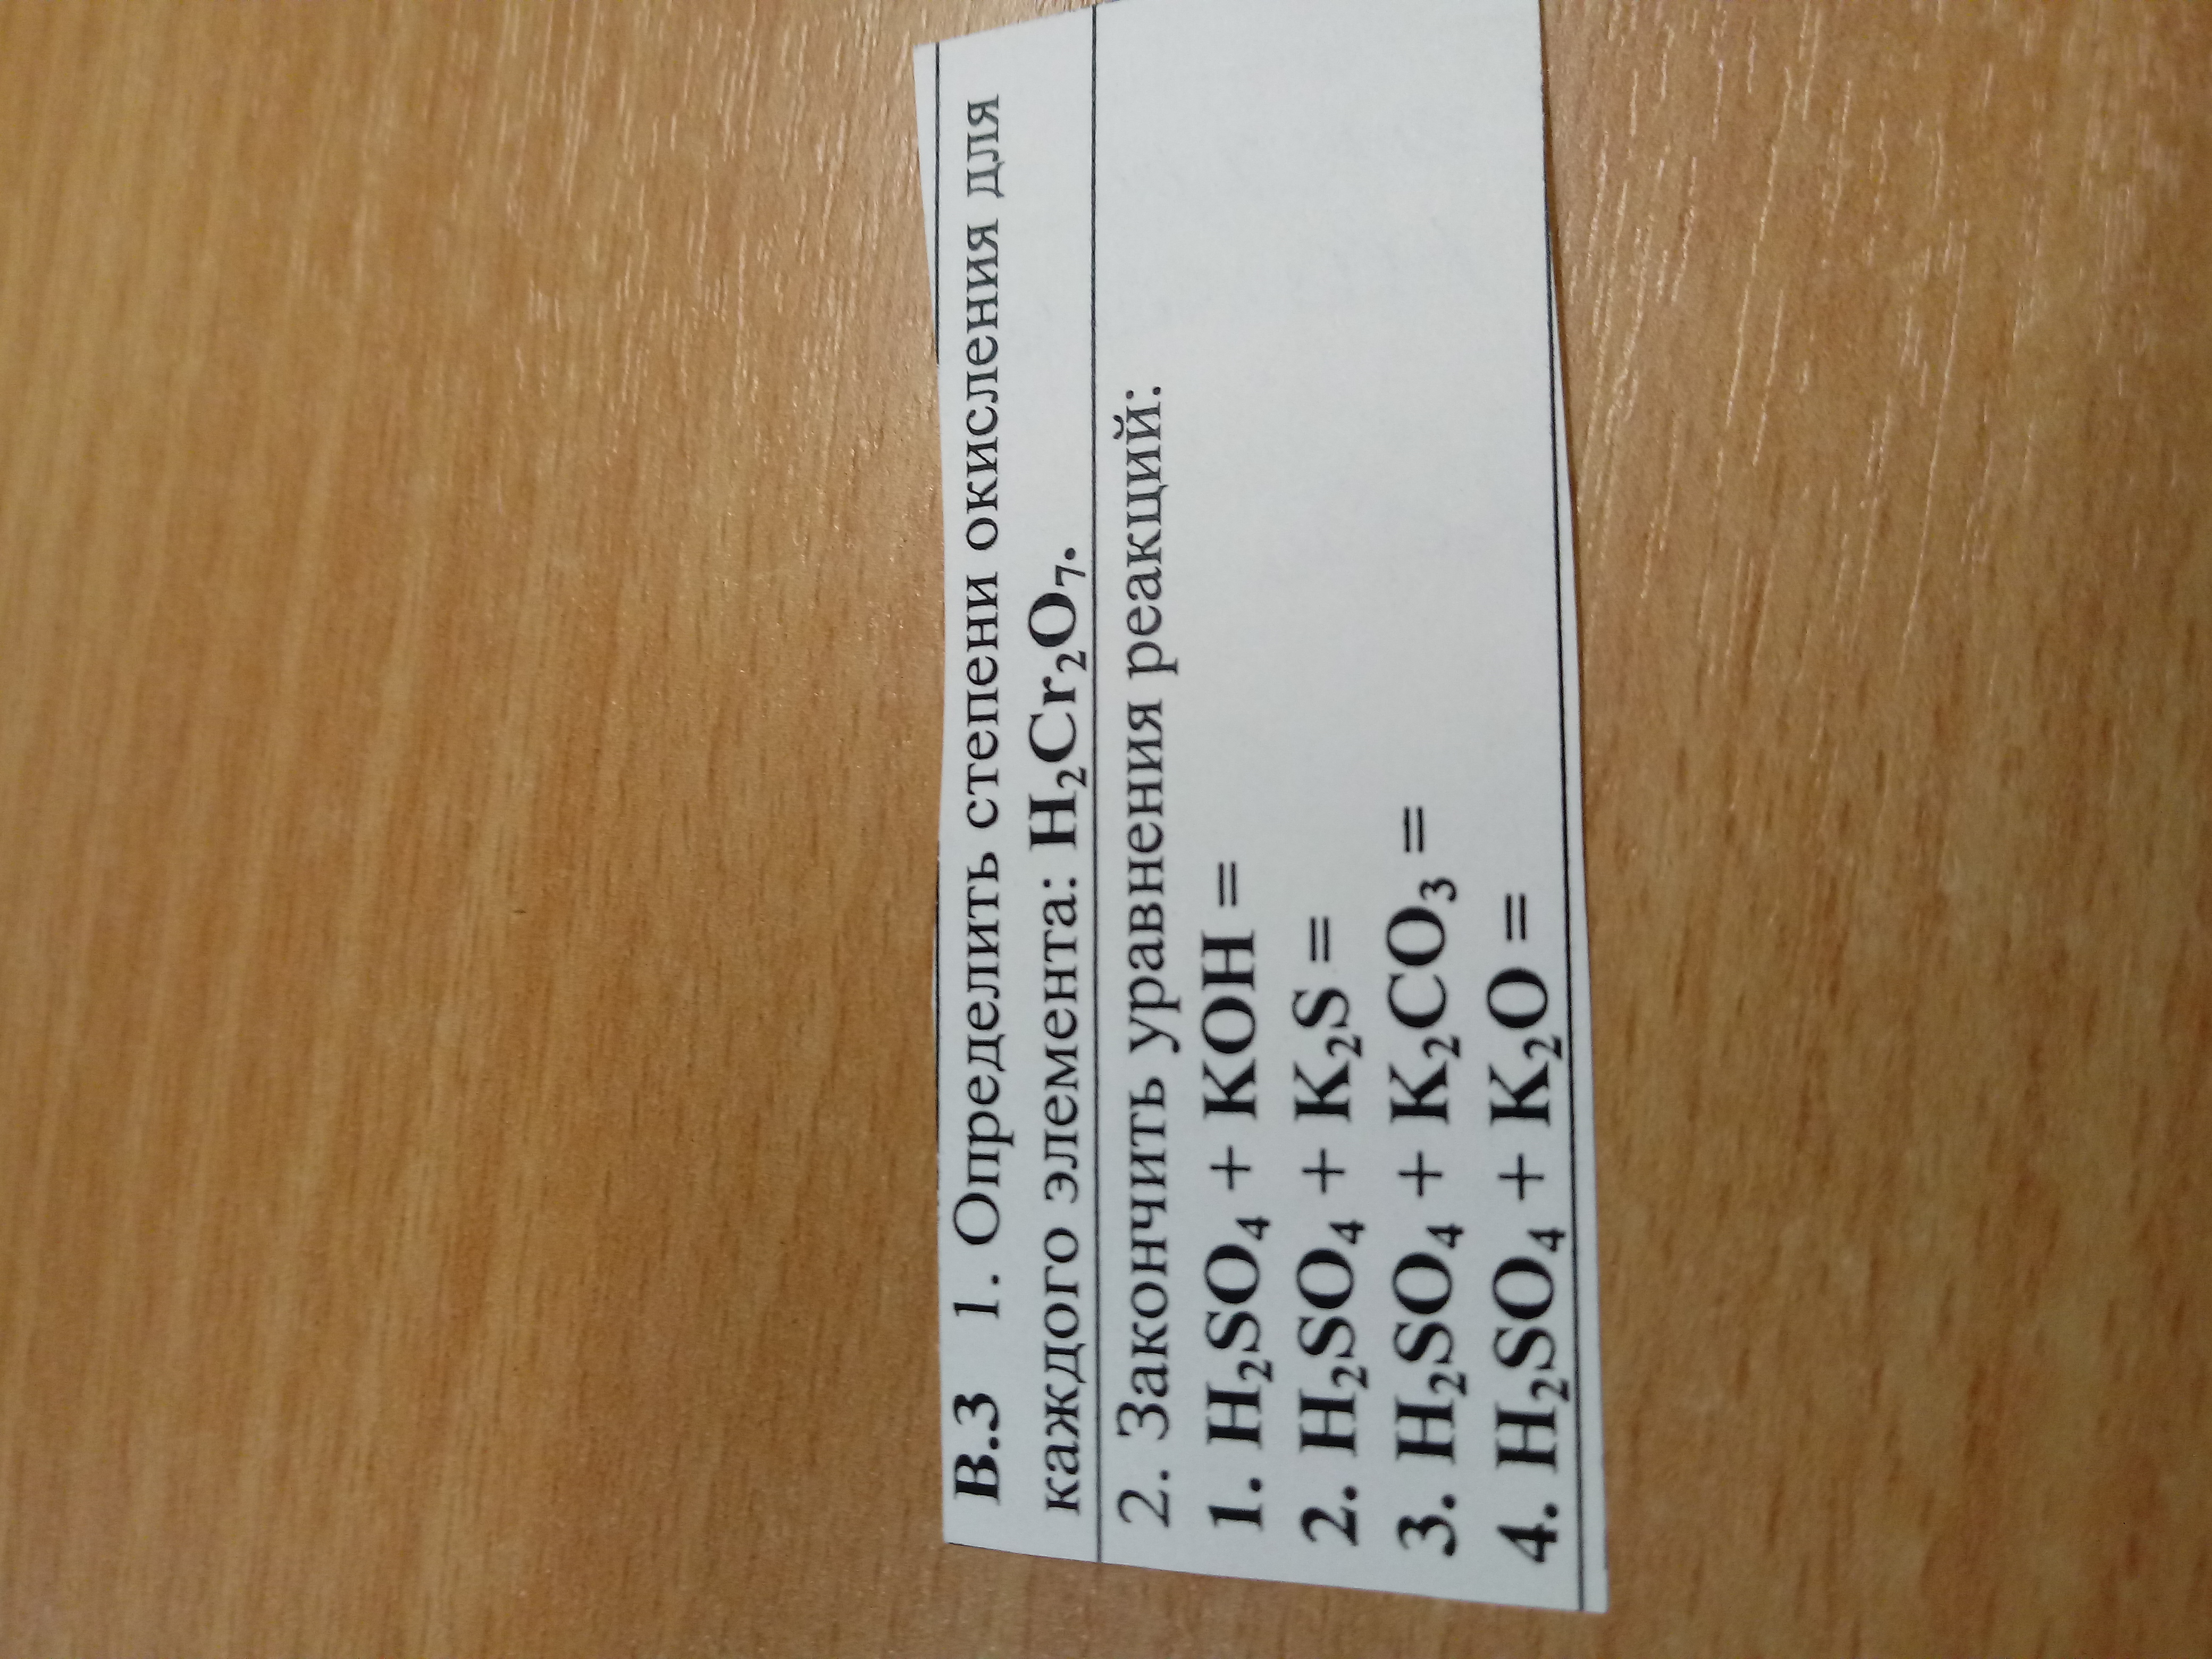 В.3 1. Определить степени окисления для
каждого элемента: H₂Cr₂O₇.
2. Закончить уравнения реакций:
1. H₂SO₄ + KOH =
2. H₂SO₄ + K₂S =
3. H₂SO₄ + K₂CO₃ =
4. H₂SO₄ + K₂O =